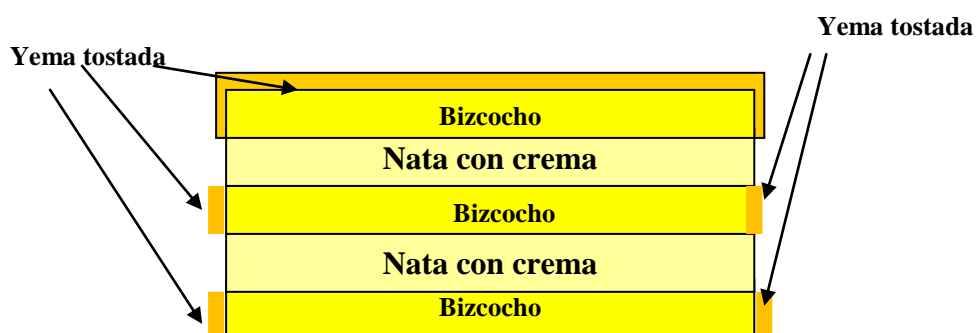 Yema tostada
Yema tostada
Bizcocho
Nata con crema
Bizcocho
Nata con crema
Bizcocho